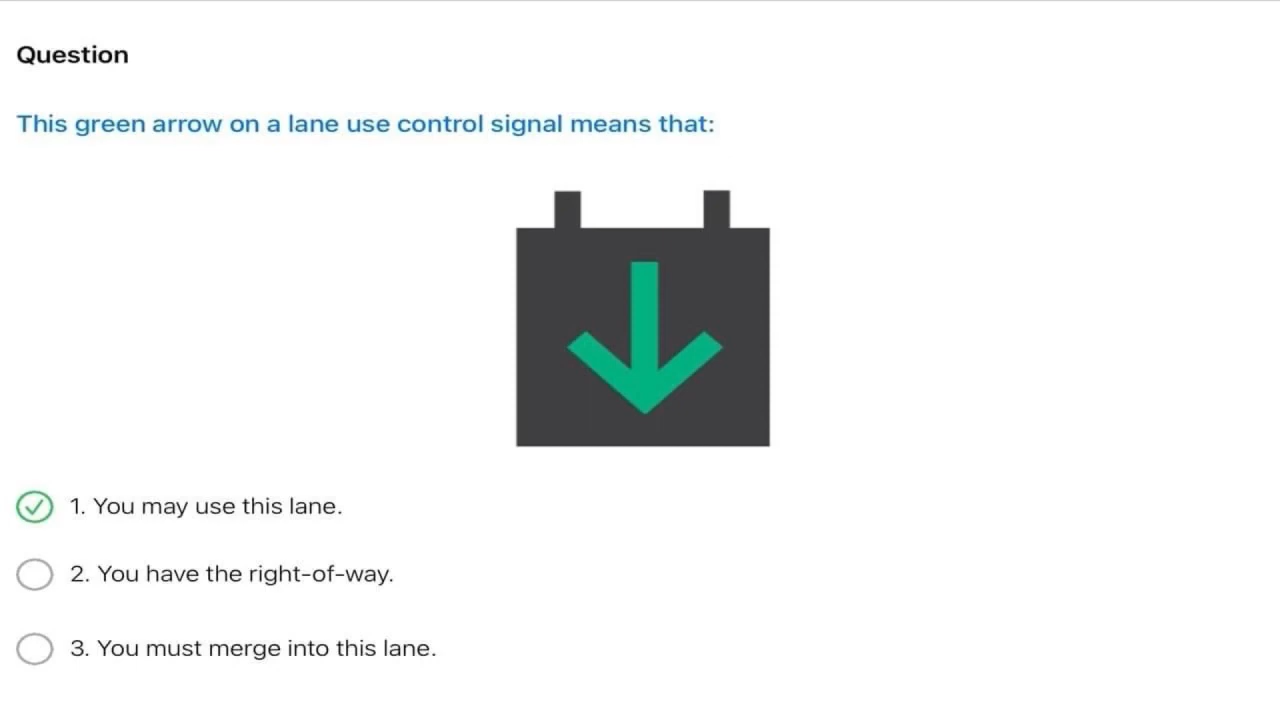 Question
This green arrow on a lane use control signal means that:
1. You may use this lane.
2. You have the right-of-way.
3. You must merge into this lane.